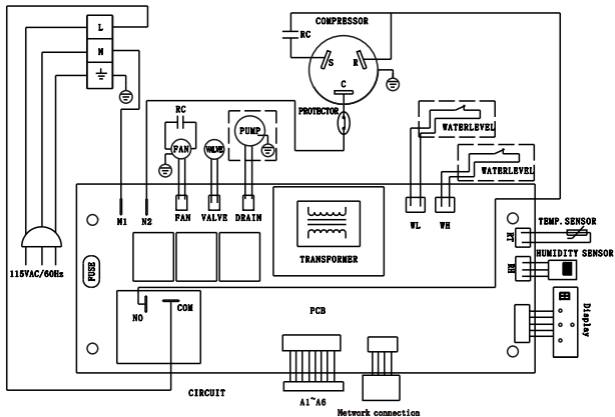 L
N
COMPRESSOR
RC
S
R
C
PROTECTOR
RC
FAN
VALVE
PUMP
WATERLEVEL
WATERLEVEL
N1
N2
FAN
VALVE
DRAIM
WL
WH
TEMP. SENSOR
RT
HUMIDITY SENSOR
RH
TRANSFORMER
115VAC/60Hz
FUSE
NO
COM
PCB
Display
CIRCUIT
A1~A6
Network connection